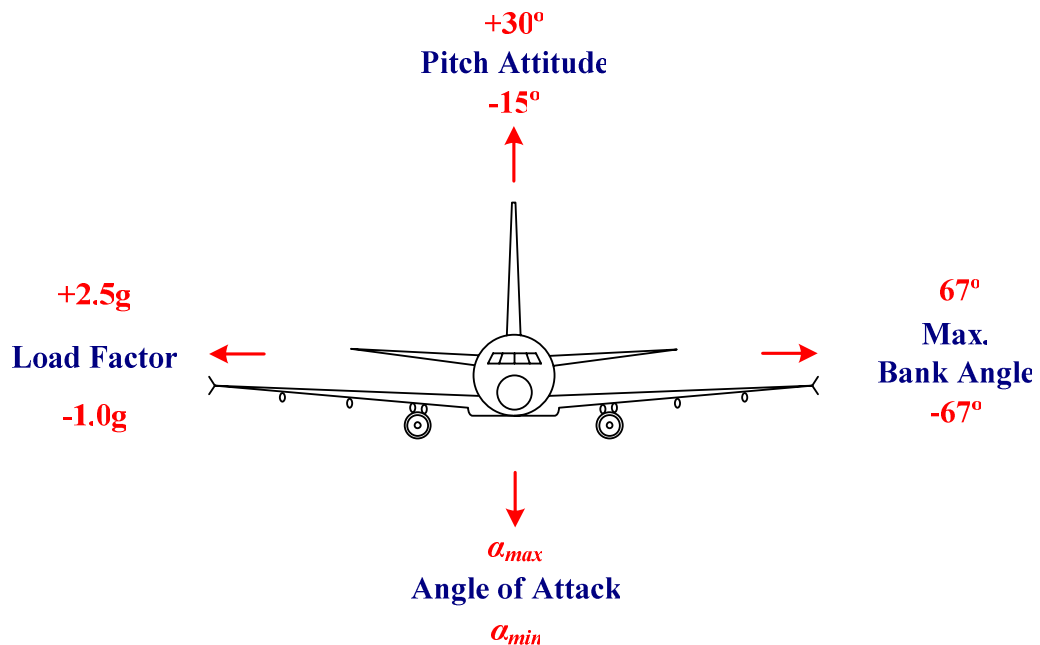 +30º
Pitch Attitude
-15º
+2.5g
Load Factor
-1.0g
67º
Max.
Bank Angle
-67º
αmax
Angle of Attack
αmin